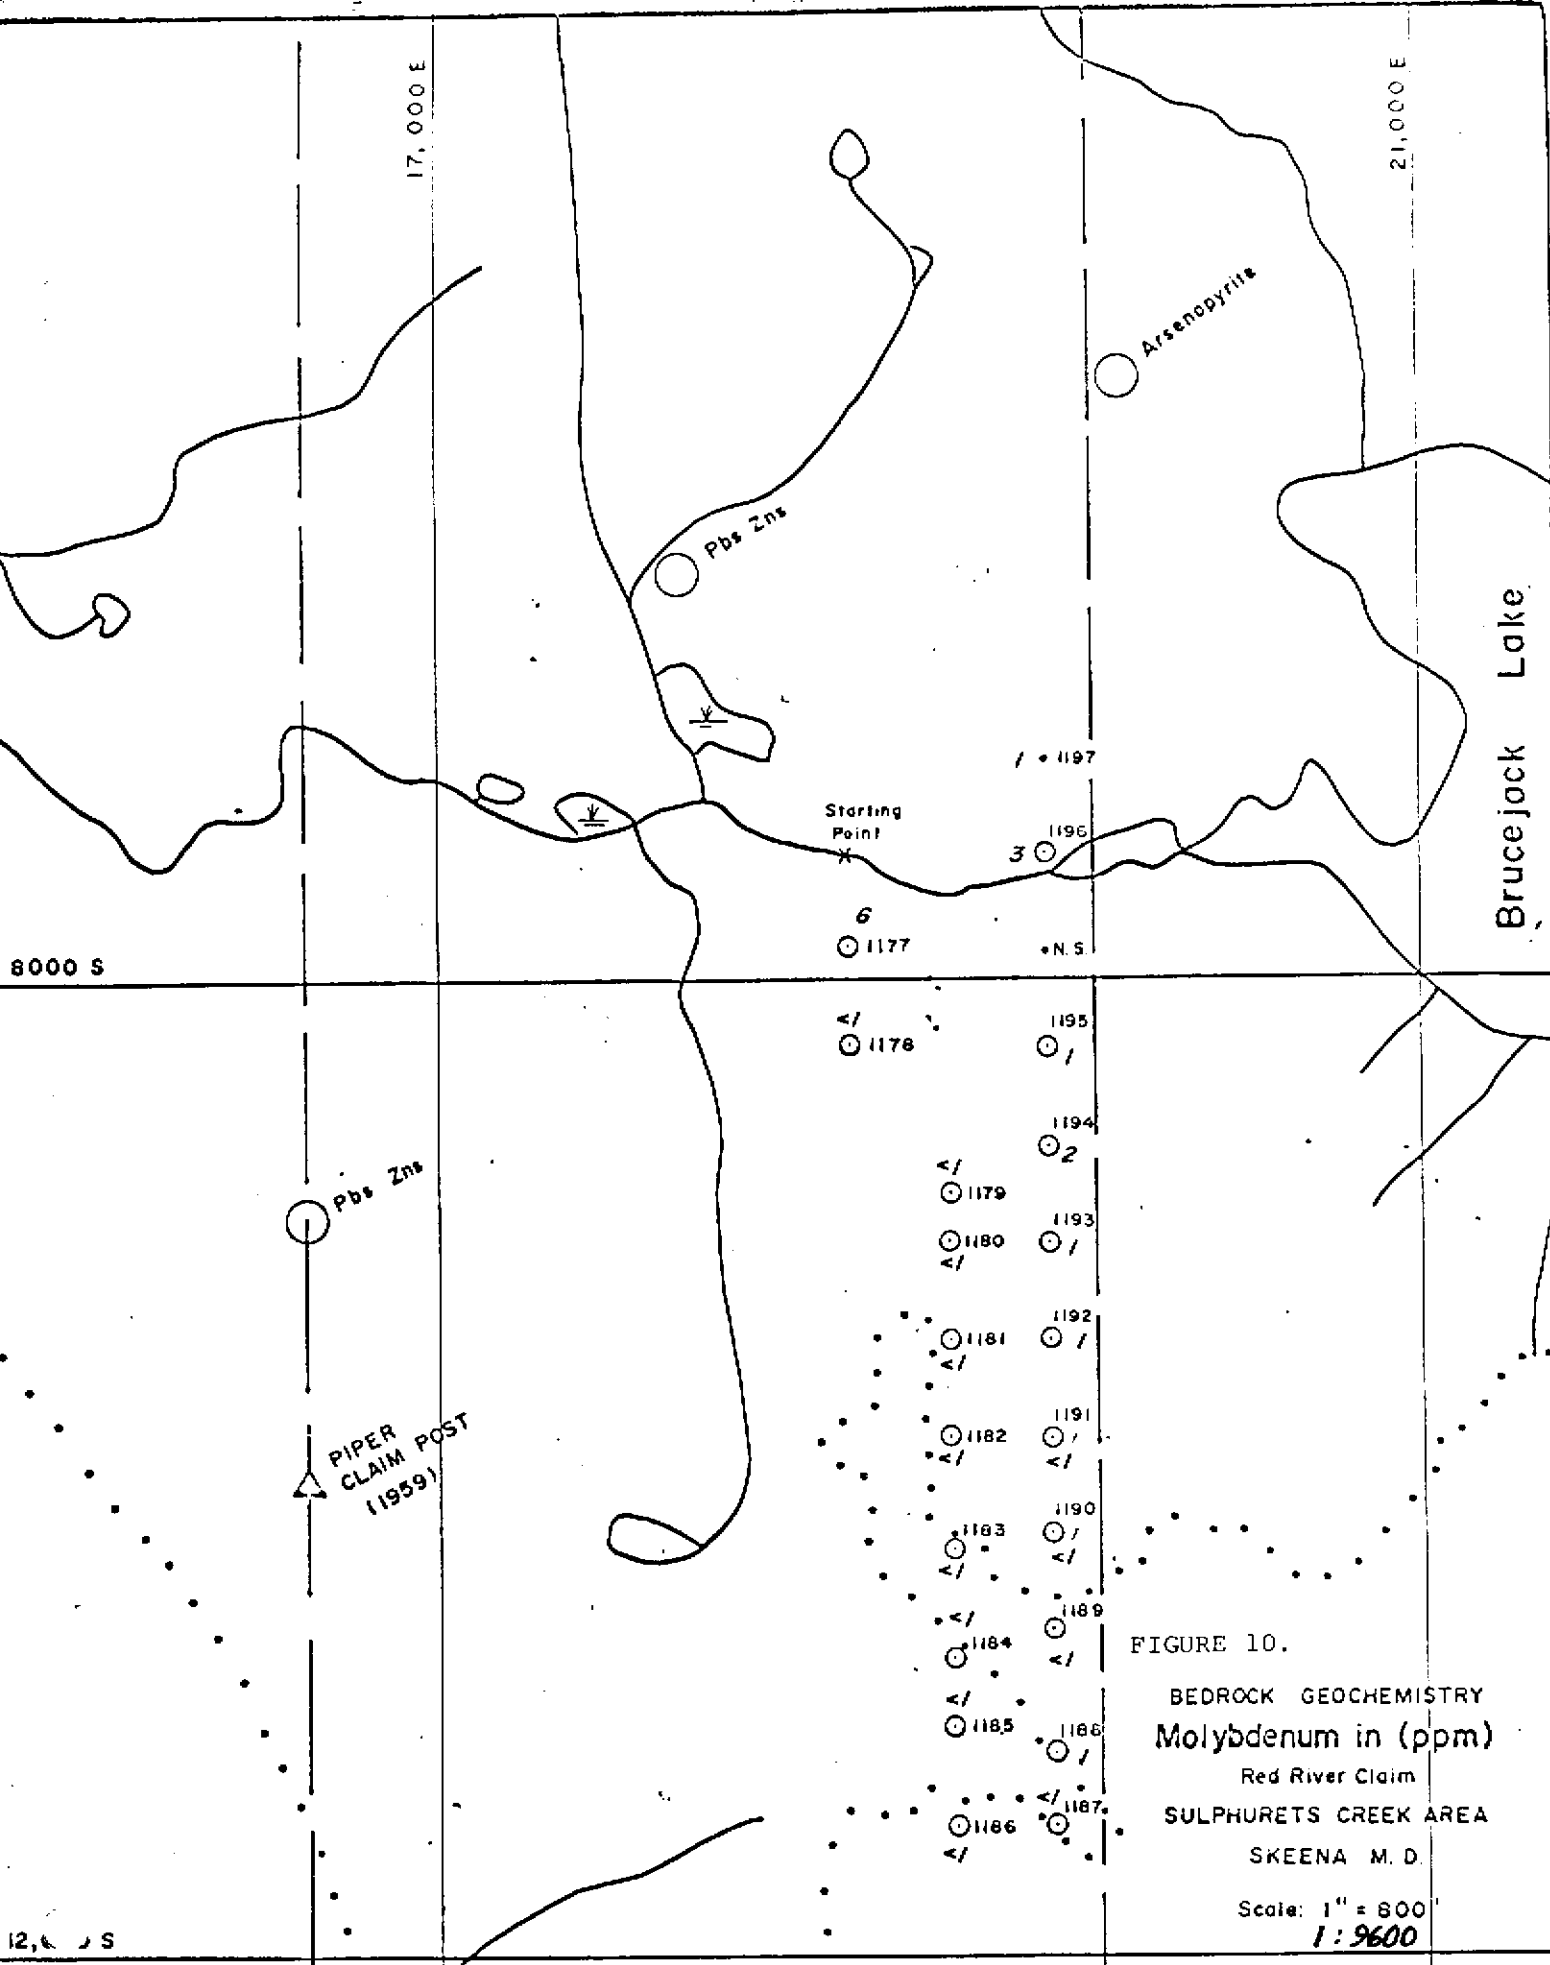 17,000 E
21,000 E
Arsenopyrite
Pbs Zns
Brucejack Lake
/ 1197
Starting
Point
X
1196
3
6
1177
N.S.
8000 S
</ 
1178
1195
/
1194
2
</
1179
1193
/
1180
</
Pbs Zns
1192
/
1181
</
1191
/
</
1182
</
PIPER
CLAIM POST
(1959)
1190
/
</
1183
</
1189
</
</
1184
</
1185
1188
/
</
1187
1186
</
FIGURE 10.
BEDROCK GEOCHEMISTRY
Molybdenum in (ppm)
Red River Claim
SULPHURETS CREEK AREA
SKEENA M. D.
Scale: 1" = 800'
1:9600
S